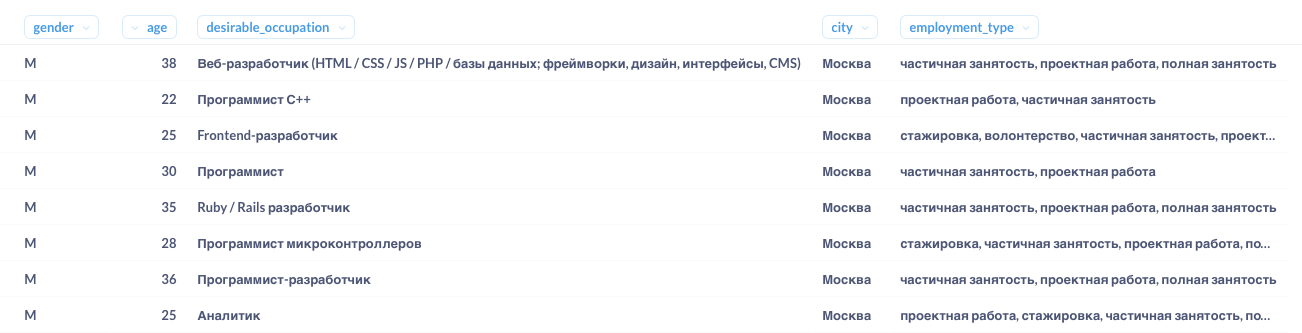 gender age desirable_occupation city employment_type
М 38 Веб-разработчик (HTML / CSS / JS / PHP / базы данных; фреймворки, дизайн, интерфейсы, CMS) Москва частичная занятость, проектная работа, полная занятость
М 22 Программист C++ Москва проектная работа, частичная занятость
М 25 Frontend-разработчик Москва стажировка, волонтерство, частичная занятость, проект...
М 30 Программист Москва частичная занятость, проектная работа
М 35 Ruby / Rails разработчик Москва частичная занятость, проектная работа, полная занятость
М 28 Программист микроконтроллеров Москва стажировка, частичная занятость, проектная работа, по...
М 36 Программист-разработчик Москва частичная занятость, проектная работа, полная занятость
М 25 Аналитик Москва проектная работа, стажировка, частичная занятость, по...